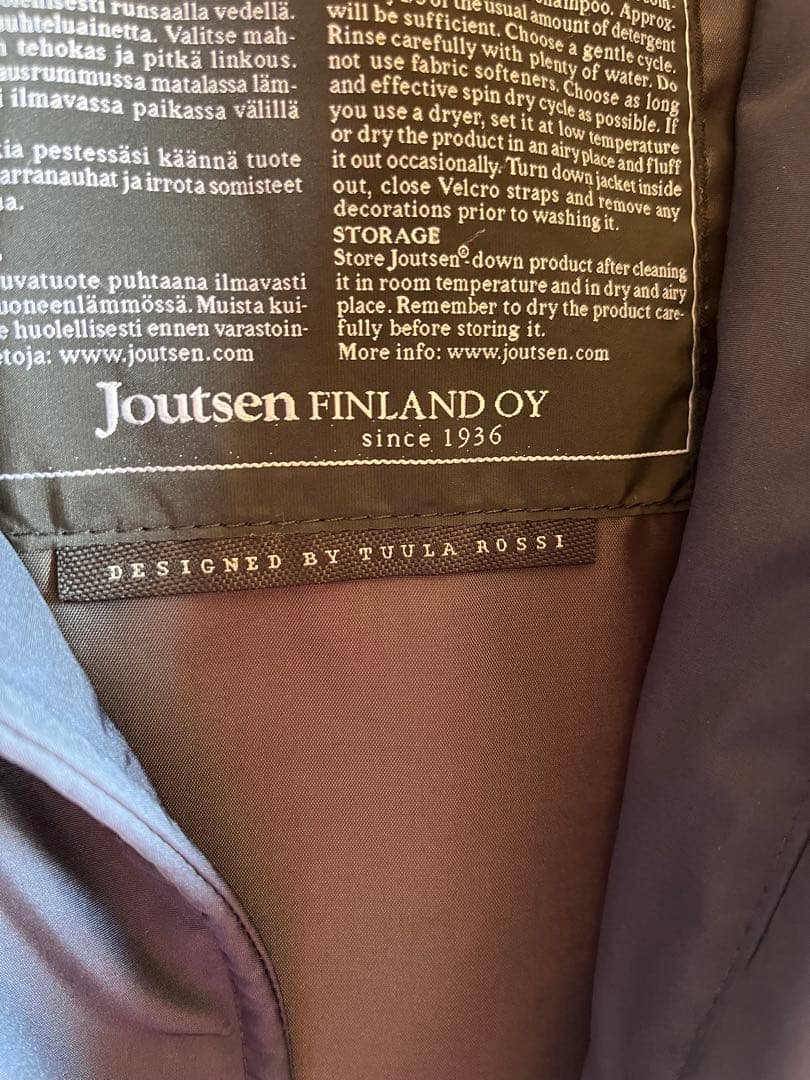 runsaalla vedellä.
Valitse mah-
tehokas ja pitkä linkous.
matalassa läm-
ilmavassa paikassa välillä
pestessäsi käännä tuote
ja irrota somisteet
puhtaana ilmavasti
Muista kui-
huolellisesti ennen varastoin-
www.joutsen.com
of the usual amount of detergent
will be sufficient. Choose a gentle cycle.
Rinse carefully with plenty of water. Do
not use fabric softeners. Choose as long
and effective spin dry cycle as possible. If
you use a dryer, set it at low temperature
or dry the product in an airy place and fluff
it out occasionally. Turn down jacket inside
out, close Velcro straps and remove any
decorations prior to washing it.
STORAGE
Store Joutsen®-down product after cleaning
it in room temperature and in dry and airy
place. Remember to dry the product care-
fully before storing it.
More info: www.joutsen.com
Joutsen FINLAND OY
since 1936
DESIGNED BY TUULA ROSSI